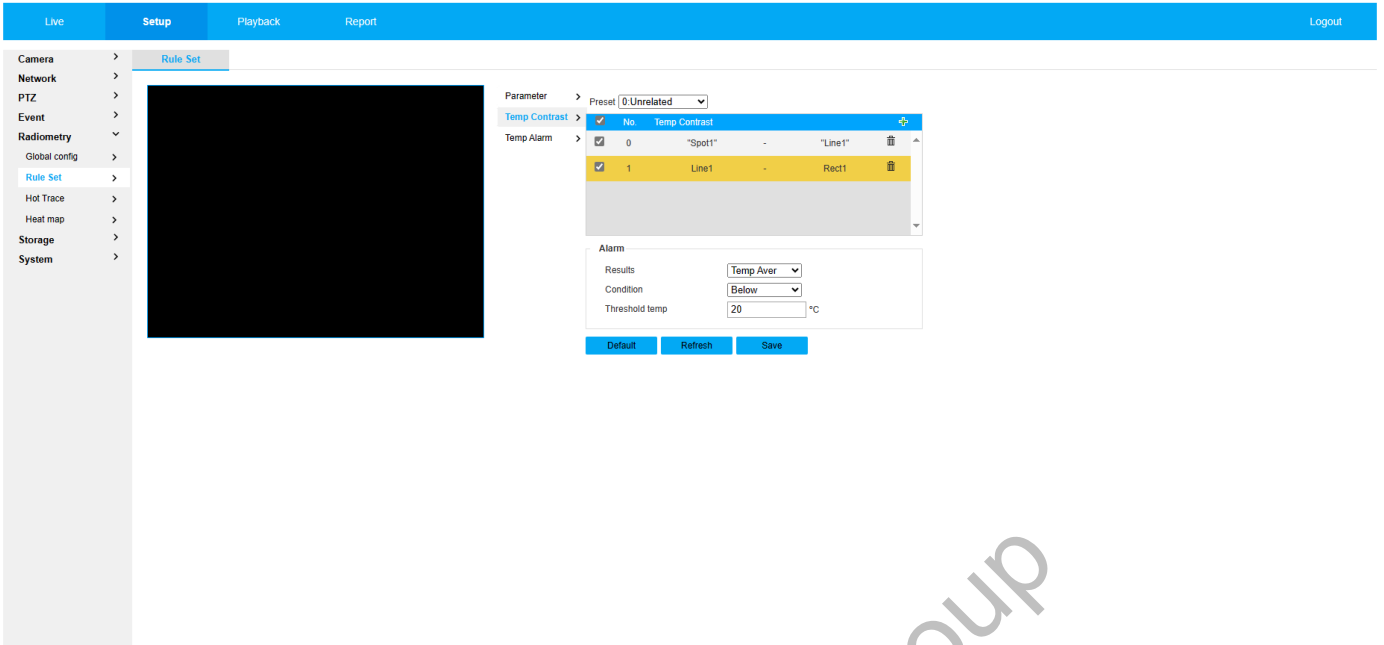 Live Setup Playback Report Logout
Camera
Network
PTZ
Event
Radiometry
Global config
Rule Set
Hot Trace
Heat map
Storage
System
Rule Set
Parameter
Temp Contrast
Temp Alarm
Preset 0:Unrelated
No. Temp Contrast
0 "Spot1" - "Line1"
1 Line1 - Rect1
Alarm
Results Temp Aver
Condition Below
Threshold temp 20 °C
Default Refresh Save